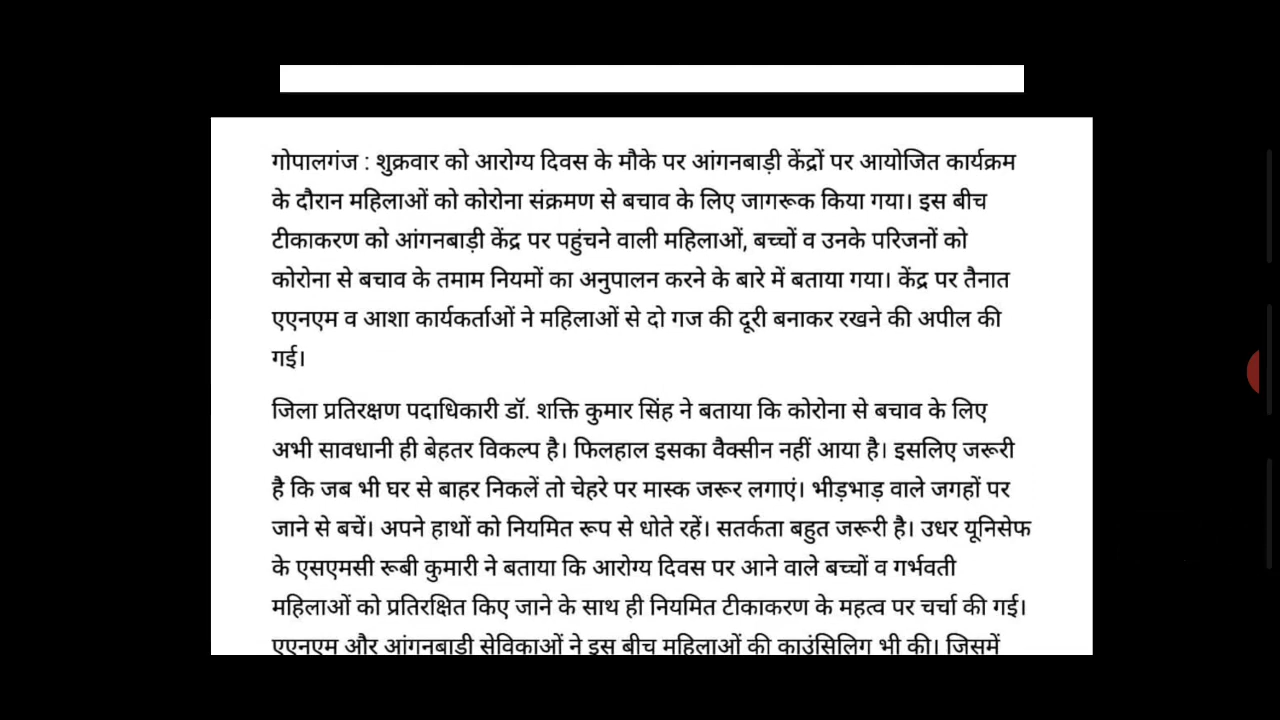 गोपालगंज : शुक्रवार को आरोग्य दिवस के मौके पर आंगनबाड़ी केंद्रों पर आयोजित कार्यक्रम
के दौरान महिलाओं को कोरोना संक्रमण से बचाव के लिए जागरूक किया गया। इस बीच
टीकाकरण को आंगनबाड़ी केंद्र पर पहुंचने वाली महिलाओं, बच्चों व उनके परिजनों को
कोरोना से बचाव के तमाम नियमों का अनुपालन करने के बारे में बताया गया। केंद्र पर तैनात
एएनएम व आशा कार्यकर्ताओं ने महिलाओं से दो गज की दूरी बनाकर रखने की अपील की
गई।
जिला प्रतिरक्षण पदाधिकारी डॉ. शक्ति कुमार सिंह ने बताया कि कोरोना से बचाव के लिए
अभी सावधानी ही बेहतर विकल्प है। फिलहाल इसका वैक्सीन नहीं आया है। इसलिए जरूरी
है कि जब भी घर से बाहर निकलें तो चेहरे पर मास्क जरूर लगाएं। भीड़भाड़ वाले जगहों पर
जाने से बचें। अपने हाथों को नियमित रूप से धोते रहें। सतर्कता बहुत जरूरी है। उधर यूनिसेफ
के एसएमसी रूबी कुमारी ने बताया कि आरोग्य दिवस पर आने वाले बच्चों व गर्भवती
महिलाओं को प्रतिरक्षित किए जाने के साथ ही नियमित टीकाकरण के महत्व पर चर्चा की गई।
एएनएम और आंगनबाडी सेविकाओं ने इस बीच महिलाओं की काउंसिलिग भी की। जिसमें